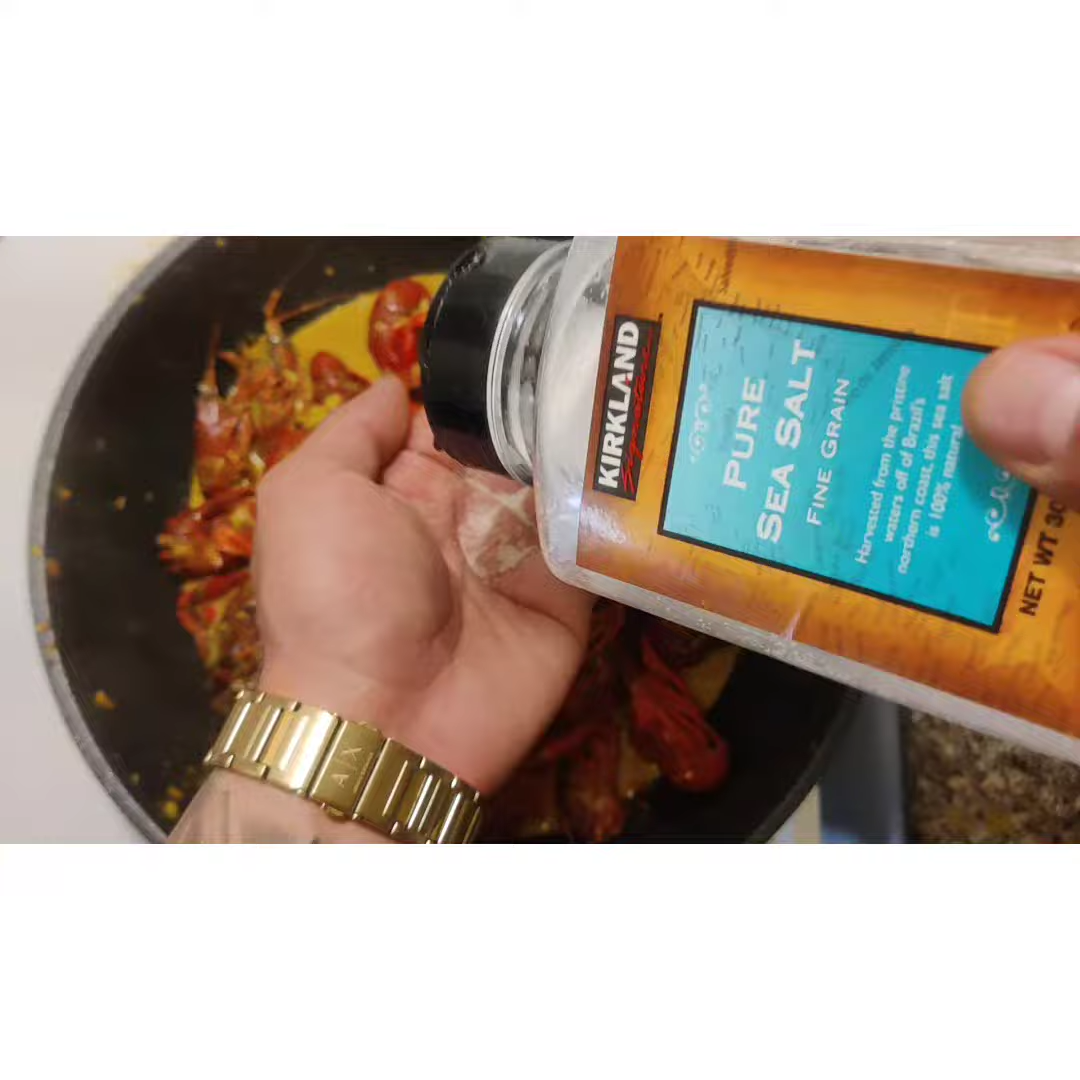 KIRKLAND
Signature
PURE
SEA SALT
FINE GRAIN
Harvested from the pristine
waters off of Brazil's
northern coast, this sea salt
is 100% natural
NET WT 30
A|X